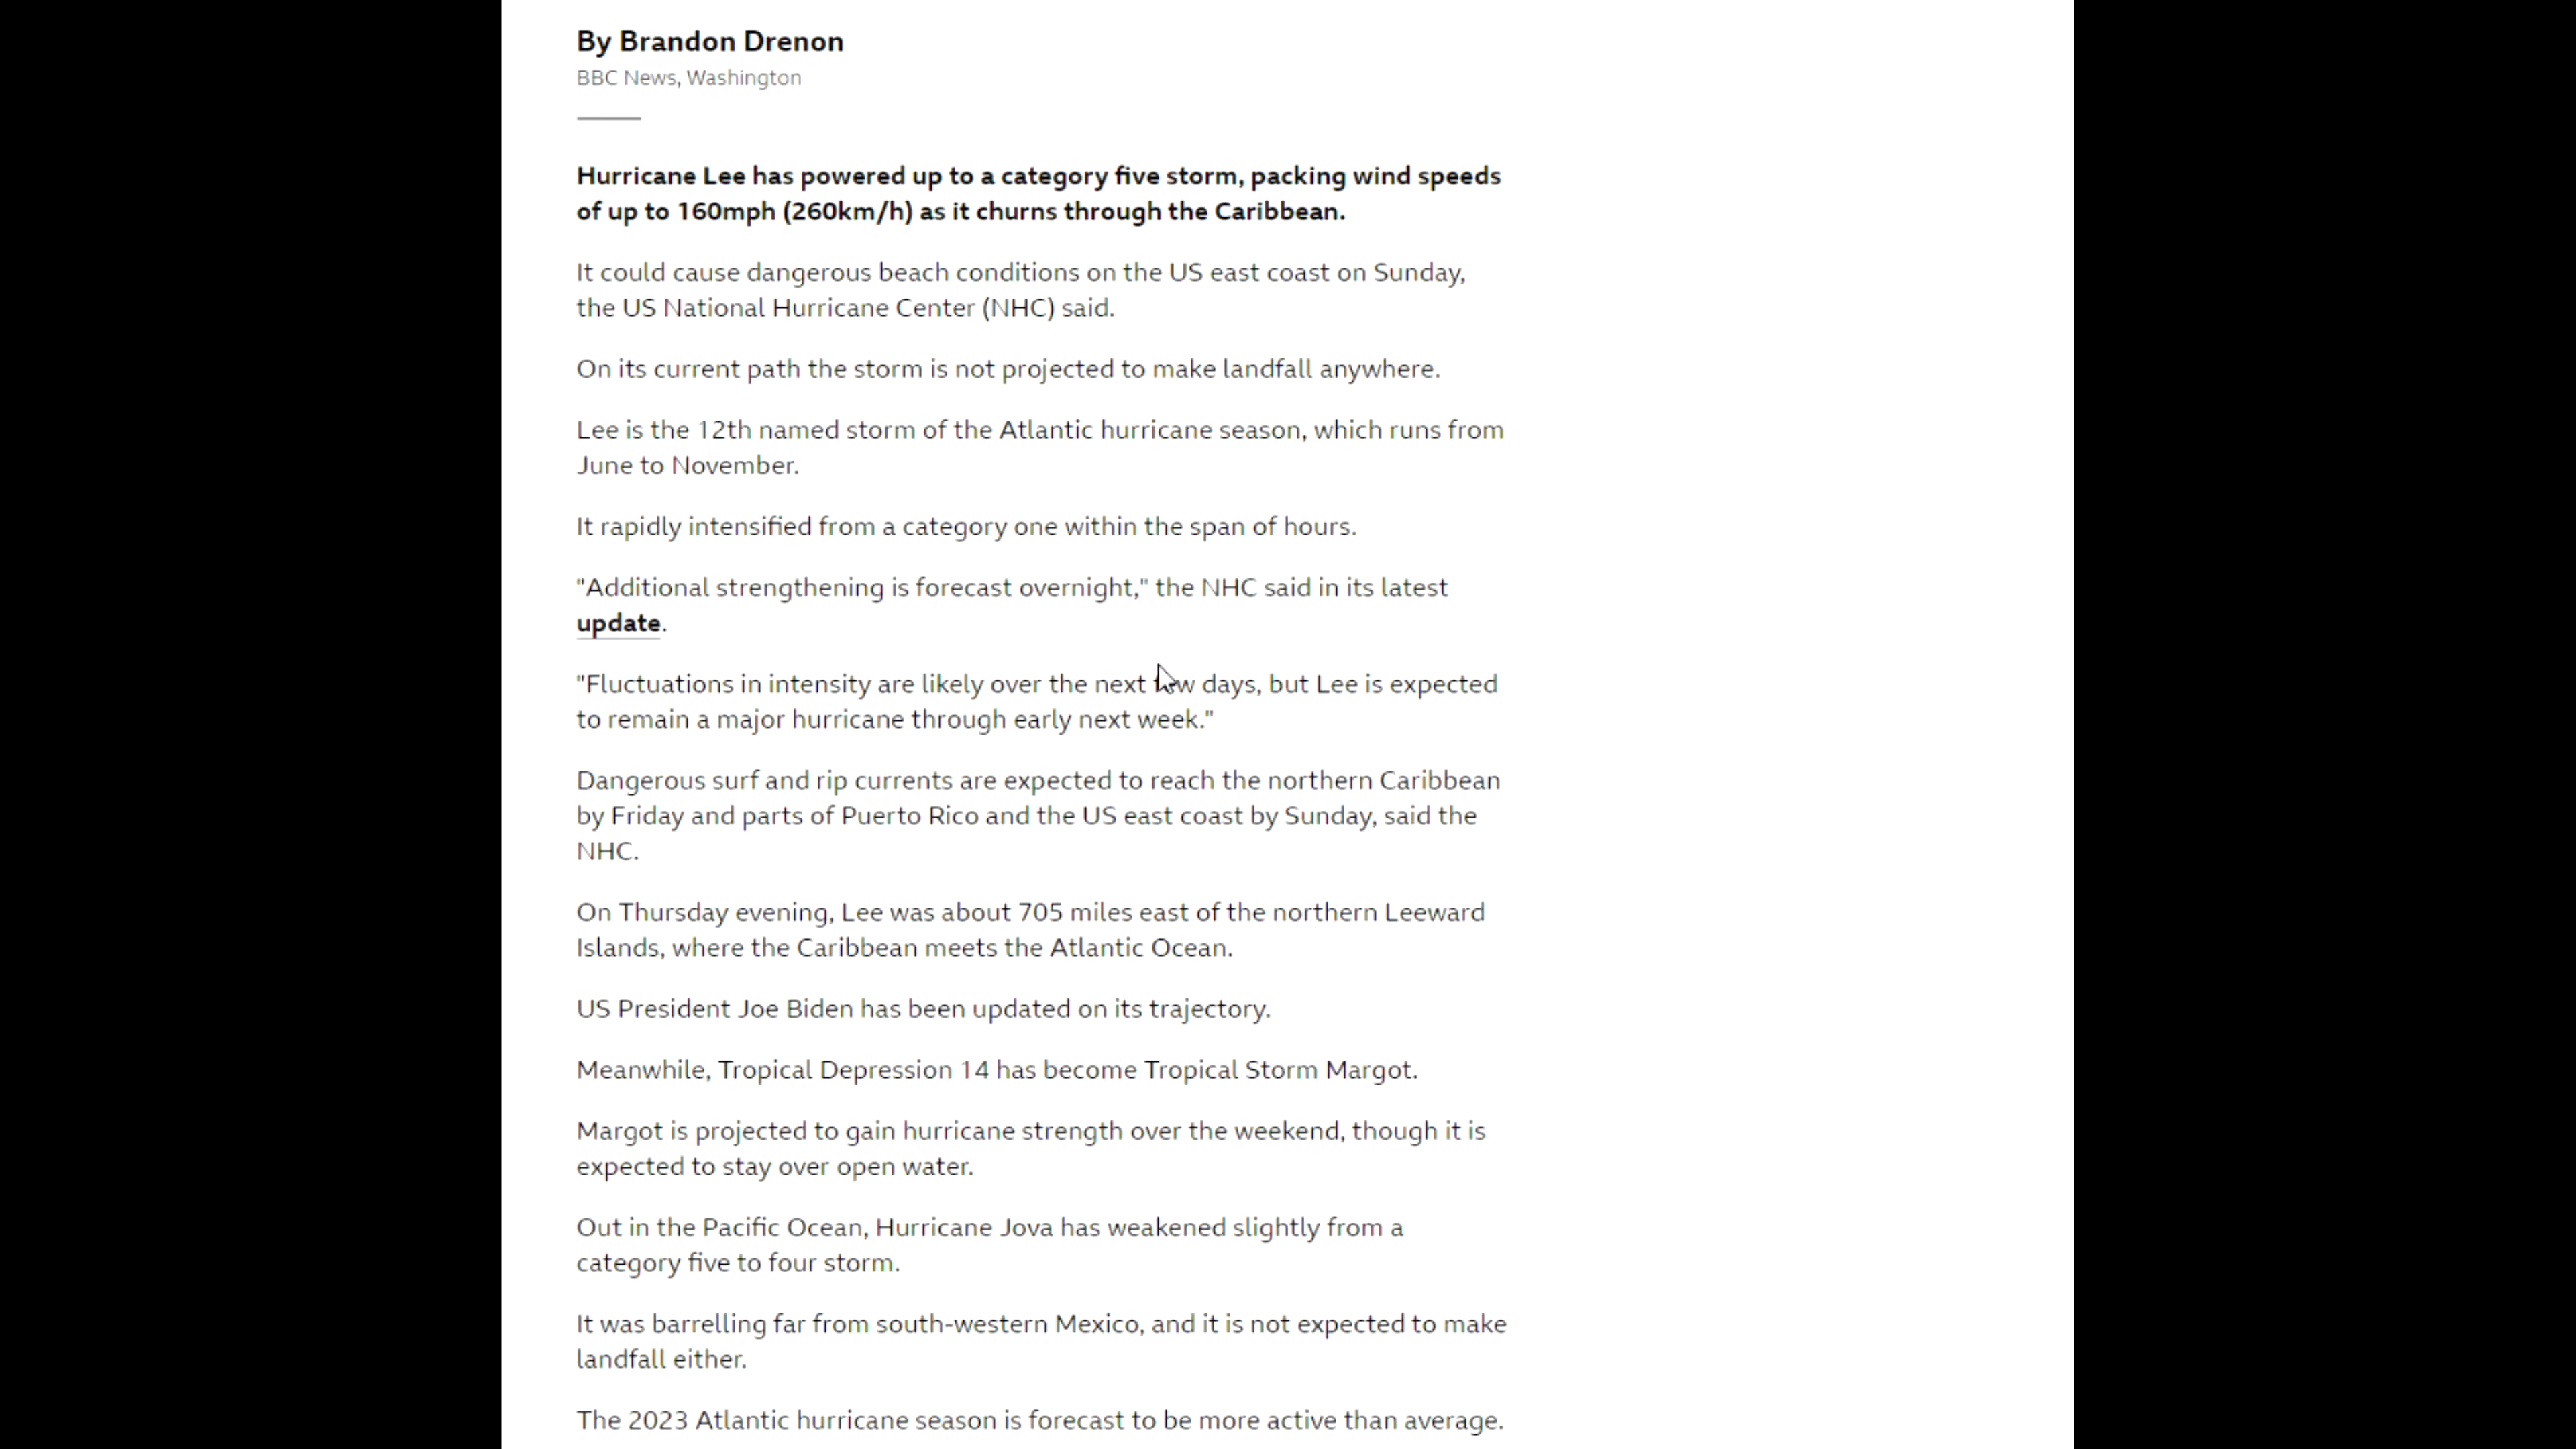 By Brandon Drenon
BBC News, Washington
Hurricane Lee has powered up to a category five storm, packing wind speeds
of up to 160mph (260km/h) as it churns through the Caribbean.
It could cause dangerous beach conditions on the US east coast on Sunday,
the US National Hurricane Center (NHC) said.
On its current path the storm is not projected to make landfall anywhere.
Lee is the 12th named storm of the Atlantic hurricane season, which runs from
June to November.
It rapidly intensified from a category one within the span of hours.
"Additional strengthening is forecast overnight," the NHC said in its latest
update.
"Fluctuations in intensity are likely over the next few days, but Lee is expected
to remain a major hurricane through early next week."
Dangerous surf and rip currents are expected to reach the northern Caribbean
by Friday and parts of Puerto Rico and the US east coast by Sunday, said the
NHC.
On Thursday evening, Lee was about 705 miles east of the northern Leeward
Islands, where the Caribbean meets the Atlantic Ocean.
US President Joe Biden has been updated on its trajectory.
Meanwhile, Tropical Depression 14 has become Tropical Storm Margot.
Margot is projected to gain hurricane strength over the weekend, though it is
expected to stay over open water.
Out in the Pacific Ocean, Hurricane Jova has weakened slightly from a
category five to four storm.
It was barrelling far from south-western Mexico, and it is not expected to make
landfall either.
The 2023 Atlantic hurricane season is forecast to be more active than average.